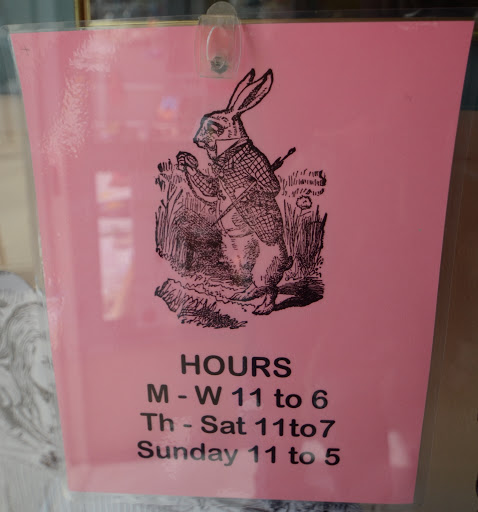 HOURS
M - W 11 to 6
Th - Sat 11to7
Sunday 11 to 5